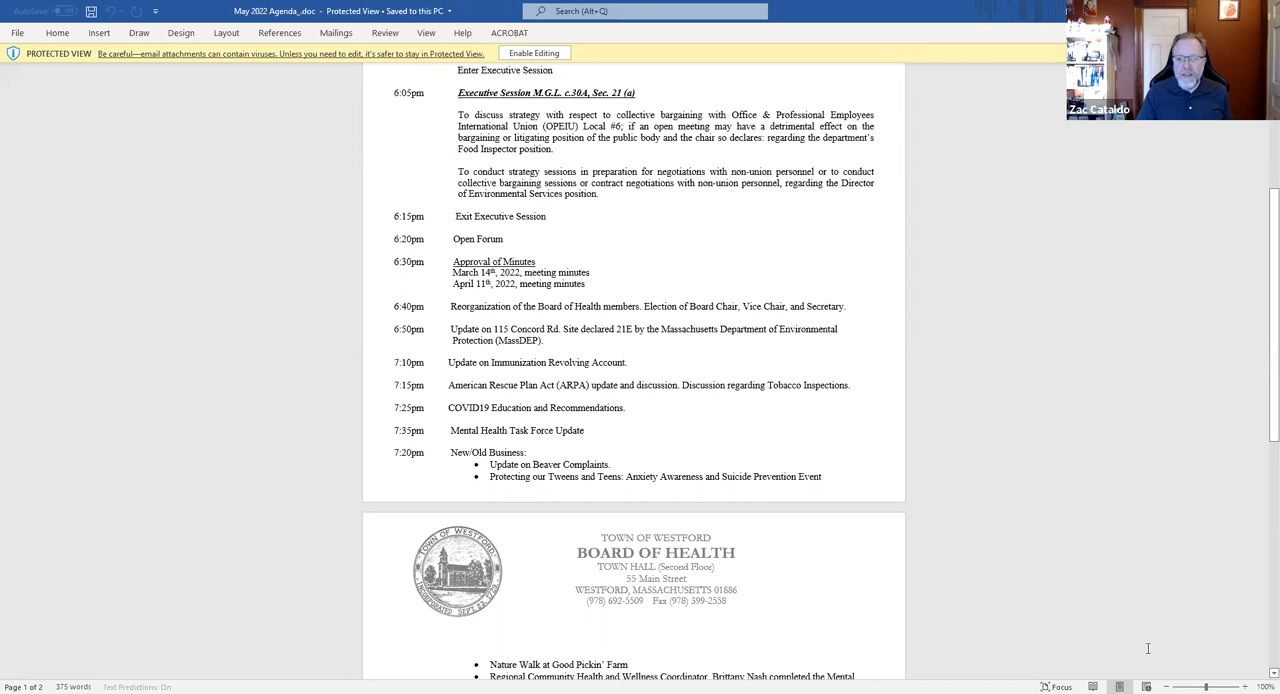 AutoSave Off May 2022 Agenda_.doc - Protected View • Saved to this PC Search (Alt+Q)
File Home Insert Draw Design Layout References Mailings Review View Help ACROBAT
PROTECTED VIEW Be careful—email attachments can contain viruses. Unless you need to edit, it's safer to stay in Protected View. Enable Editing
Zac Cataldo
Enter Executive Session
6:05pm Executive Session M.G.L. c.30A, Sec. 21 (a)
To discuss strategy with respect to collective bargaining with Office & Professional Employees
International Union (OPEIU) Local #6; if an open meeting may have a detrimental effect on the
bargaining or litigating position of the public body and the chair so declares: regarding the department's
Food Inspector position.
To conduct strategy sessions in preparation for negotiations with non-union personnel or to conduct
collective bargaining sessions or contract negotiations with non-union personnel, regarding the Director
of Environmental Services position.
6:15pm Exit Executive Session
6:20pm Open Forum
6:30pm Approval of Minutes
March 14th, 2022, meeting minutes
April 11th, 2022, meeting minutes
6:40pm Reorganization of the Board of Health members. Election of Board Chair, Vice Chair, and Secretary.
6:50pm Update on 115 Concord Rd. Site declared 21E by the Massachusetts Department of Environmental
Protection (MassDEP).
7:10pm Update on Immunization Revolving Account.
7:15pm American Rescue Plan Act (ARPA) update and discussion. Discussion regarding Tobacco Inspections.
7:25pm COVID19 Education and Recommendations.
7:35pm Mental Health Task Force Update
7:20pm New/Old Business:
• Update on Beaver Complaints.
• Protecting our Tweens and Teens: Anxiety Awareness and Suicide Prevention Event
TOWN OF WESTFORD
INCORPORATED SEPT. 23, 1729
TOWN OF WESTFORD
BOARD OF HEALTH
TOWN HALL (Second Floor)
55 Main Street
WESTFORD, MASSACHUSETTS 01886
(978) 692-5509 Fax (978) 399-2558
• Nature Walk at Good Pickin' Farm
• Regional Community Health and Wellness Coordinator, Brittany Nash completed the Mental
Page 1 of 2 375 words Text Predictions: On Focus 100%